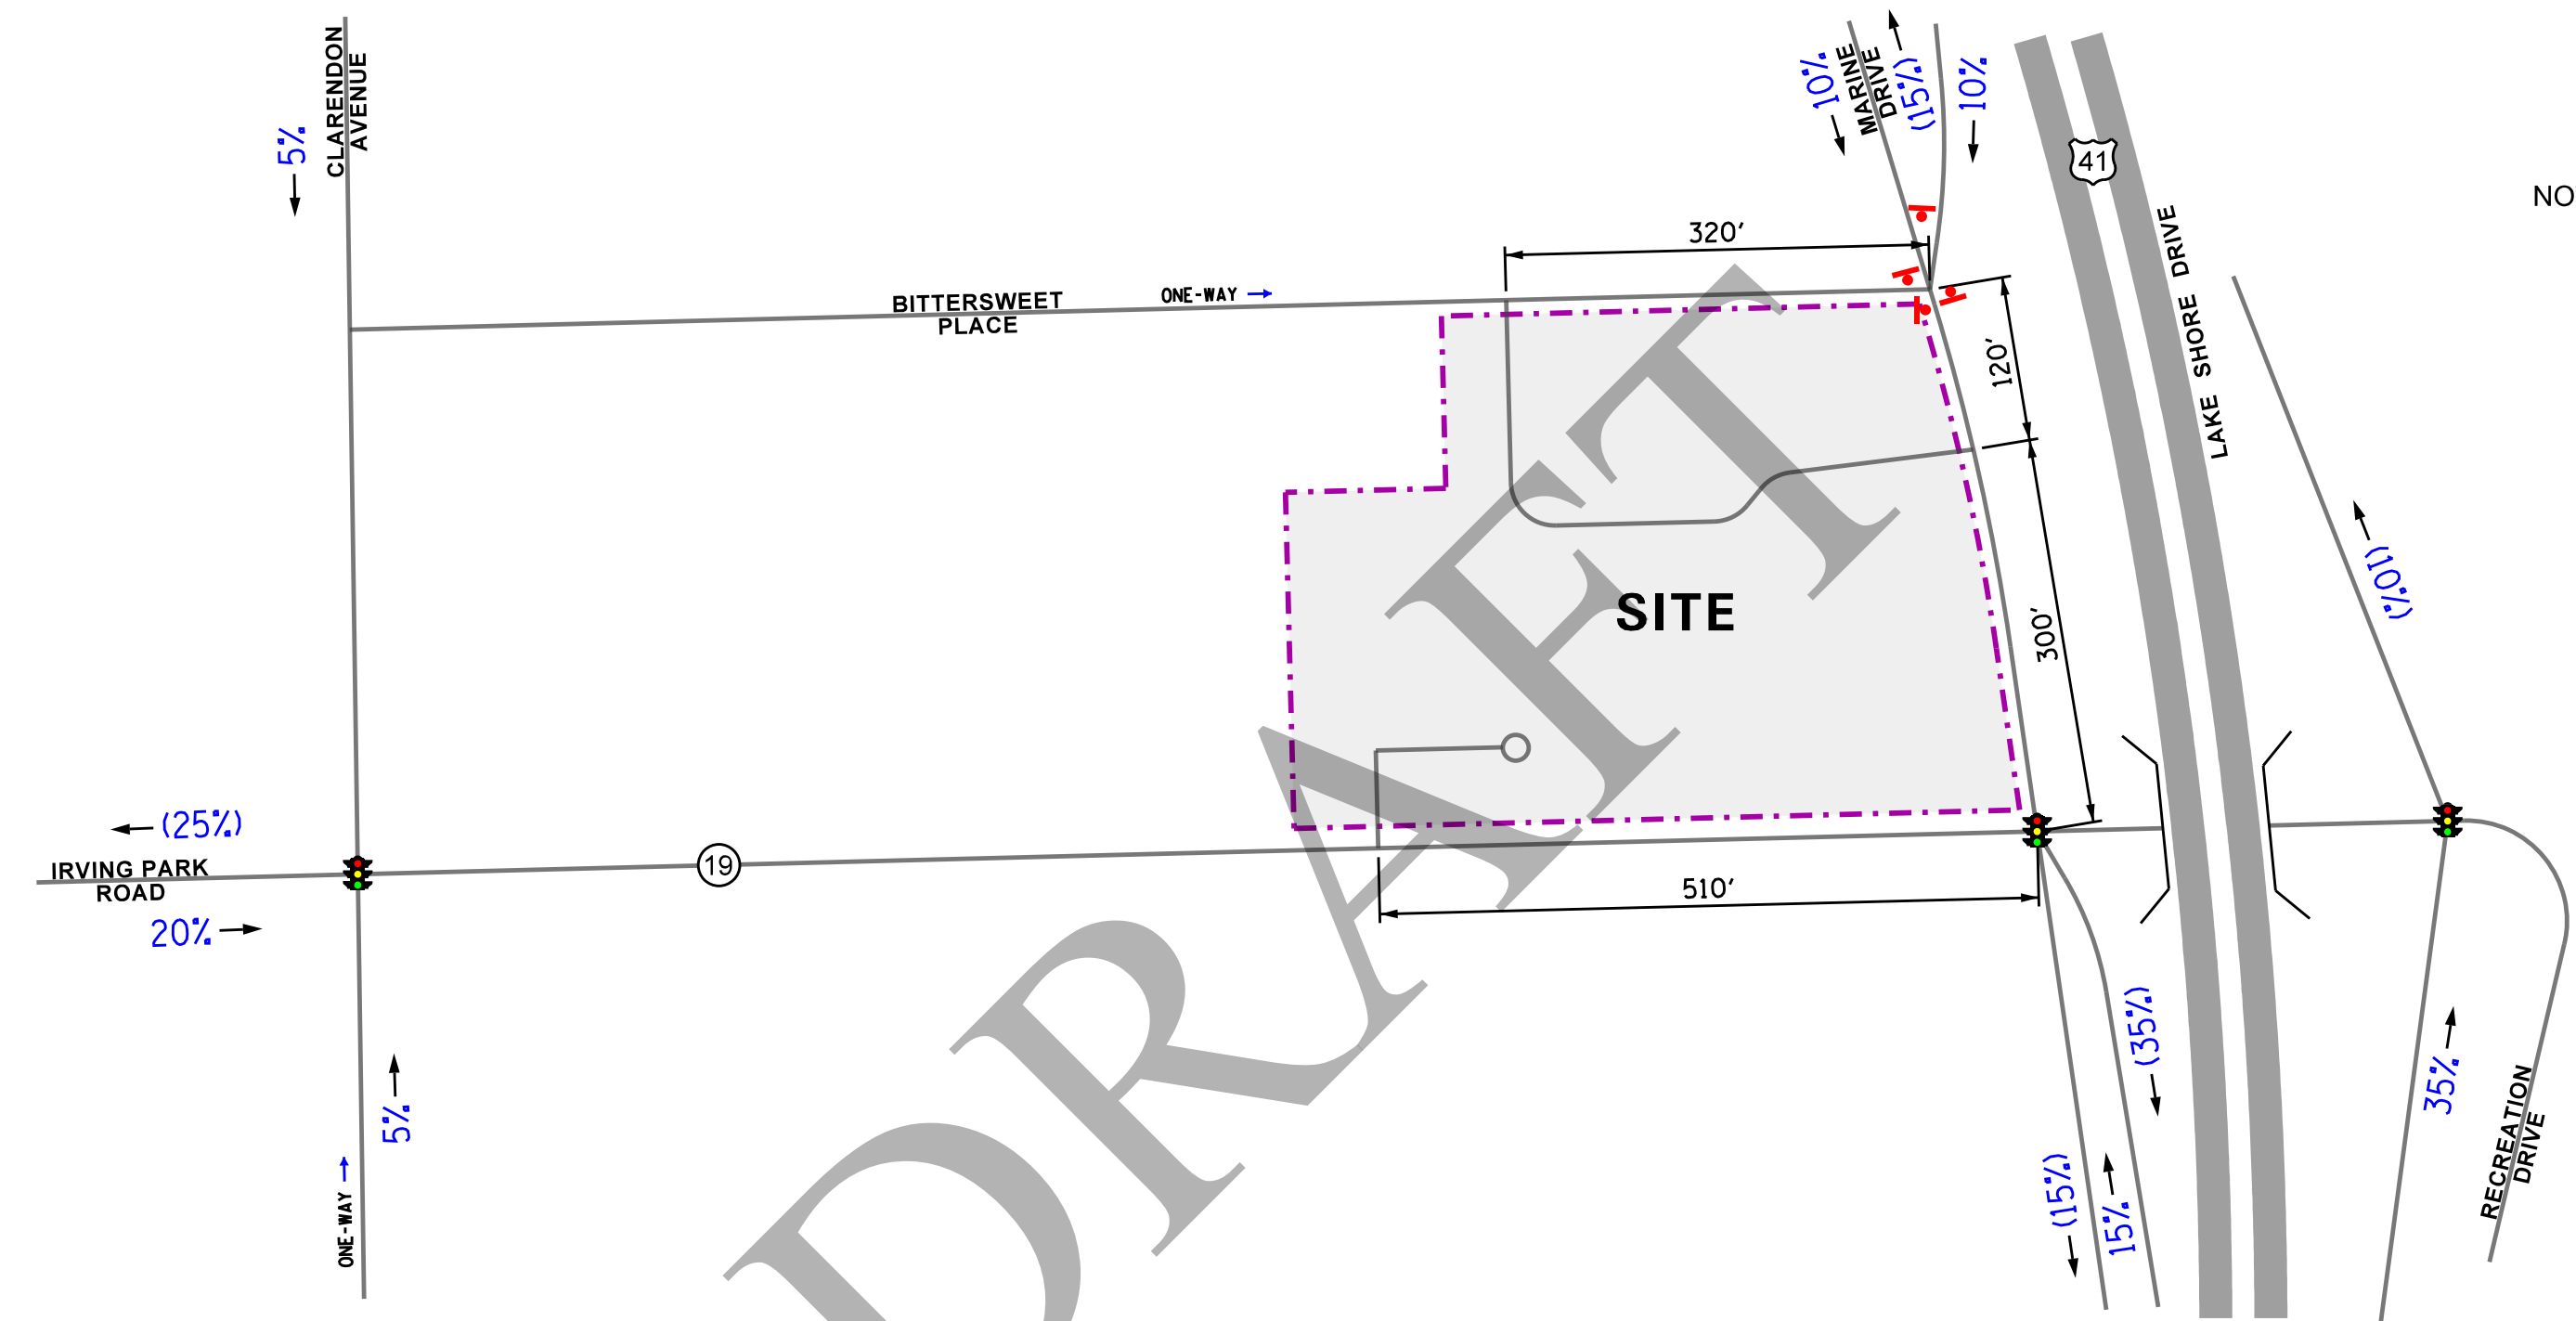 CLARENDON
AVENUE
5%
MARINE
DRIVE
10%
(15%)
10%
41
NO
LAKE SHORE DRIVE
320'
BITTERSWEET
PLACE
ONE-WAY
120'
300'
SITE
(10%)
(25%)
IRVING PARK
ROAD
20%
19
510'
5%
ONE-WAY
(35%)
(15%)
15%
35%
RECREATION
DRIVE
DRAFT